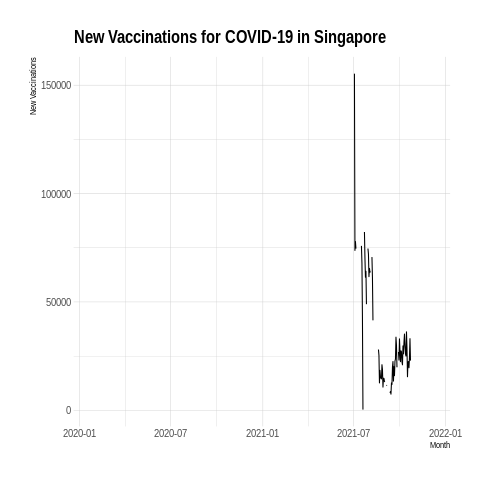 New Vaccinations for COVID-19 in Singapore
New Vaccinations
150000
100000
50000
0
2020-01 2020-07 2021-01 2021-07 2022-01
Month